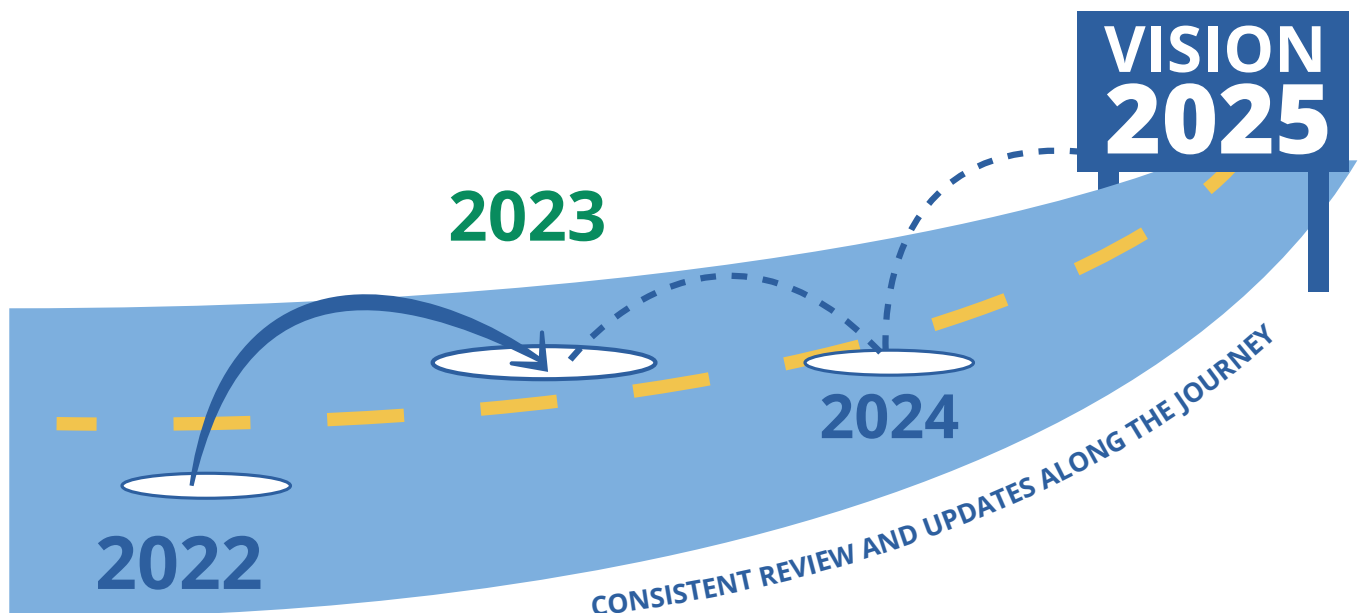 VISION
2025
2023
2024
2022
CONSISTENT REVIEW AND UPDATES ALONG THE JOURNEY